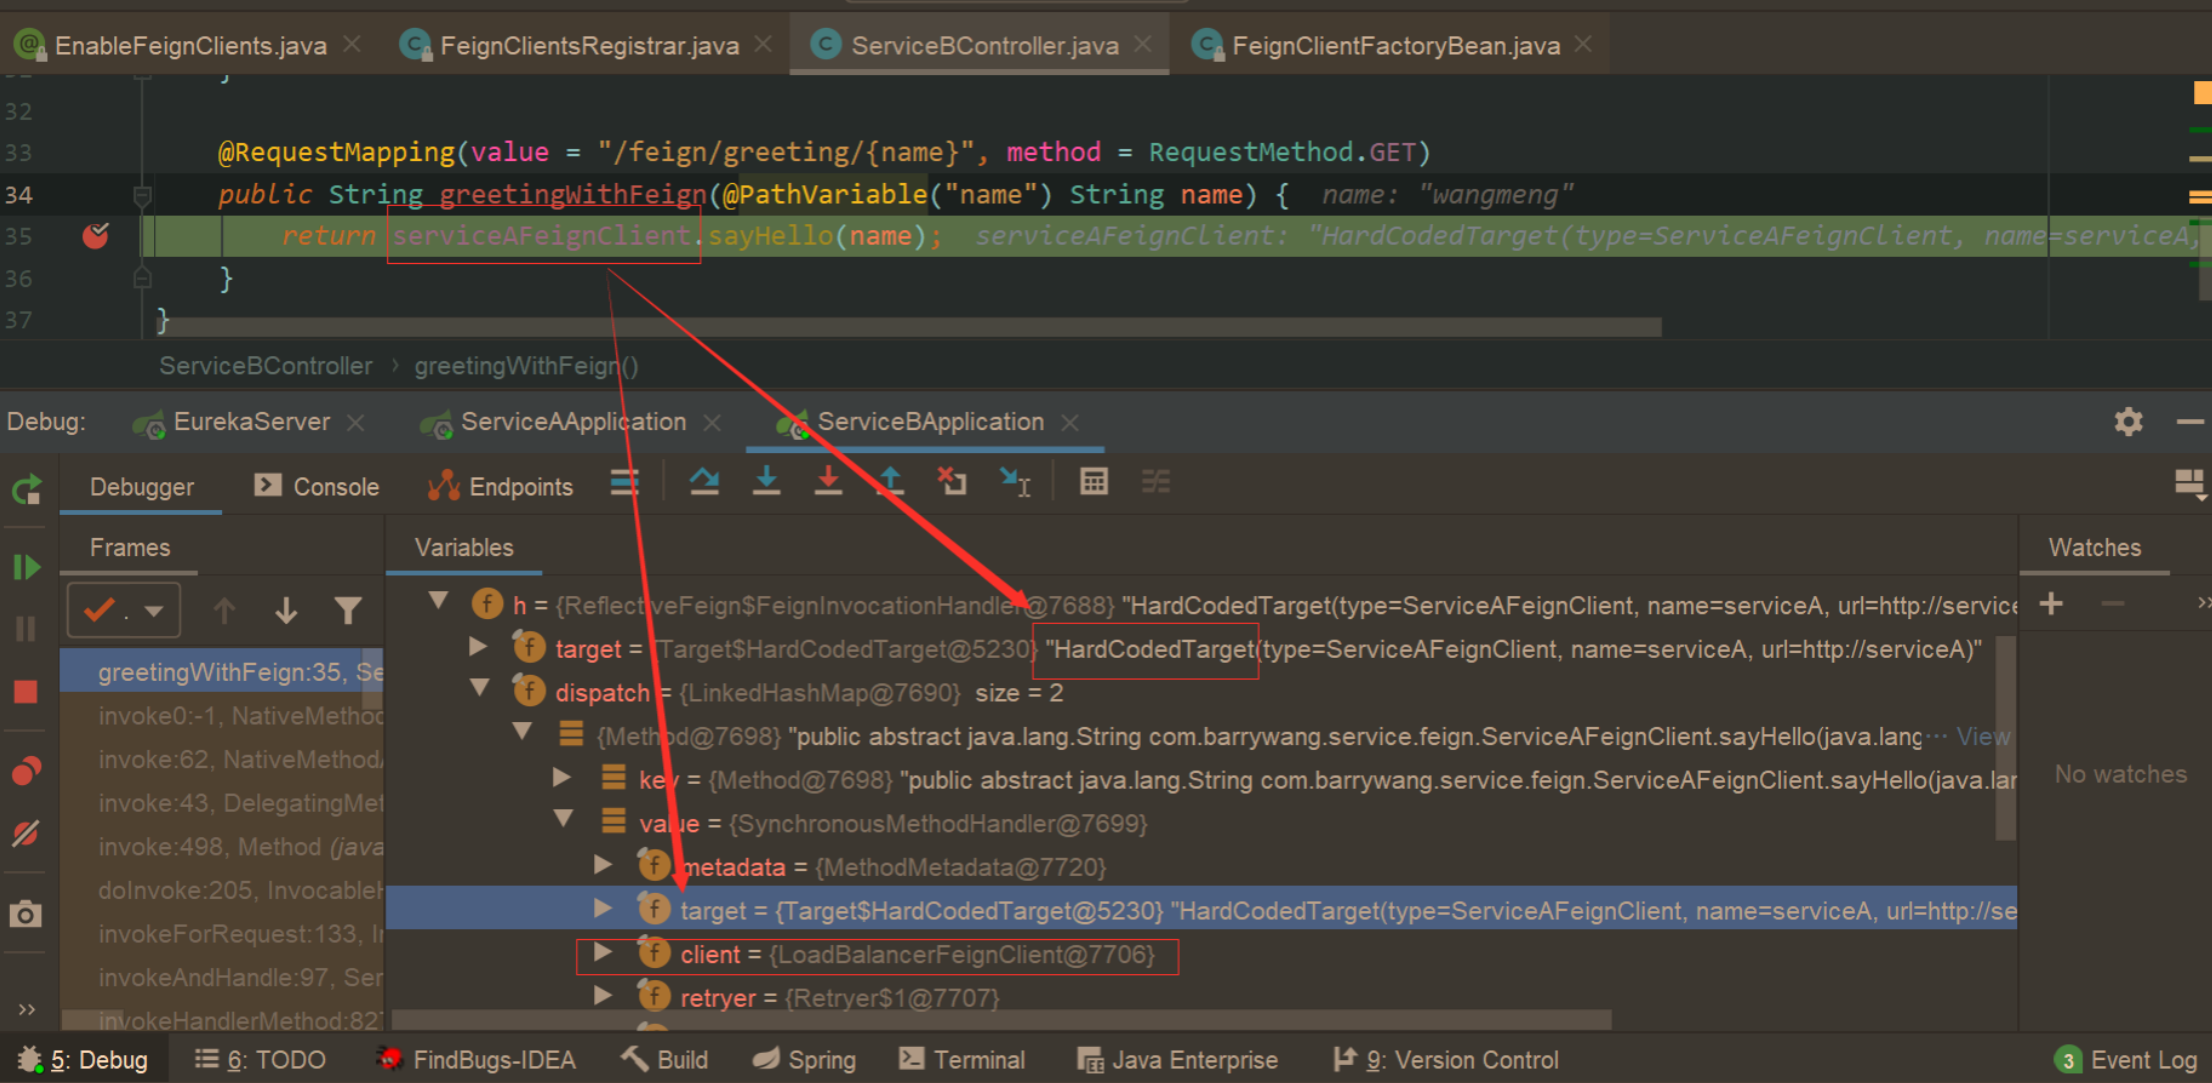 EnableFeignClients.java
FeignClientsRegistrar.java
ServiceBController.java
FeignClientFactoryBean.java
32
33 @RequestMapping(value = "/feign/greeting/{name}", method = RequestMethod.GET)
34 public String greetingWithFeign(@PathVariable("name") String name) { name: "wangmeng"
35 return serviceAFeignClient.sayHello(name); serviceAFeignClient: "HardCodedTarget(type=ServiceAFeignClient, name=serviceA,
36 }
37 }
ServiceBController › greetingWithFeign()
Debug: EurekaServer ServiceAApplication ServiceBApplication
Debugger Console Endpoints
Frames
Variables
Watches
h = {ReflectiveFeign$FeignInvocationHandler@7688} "HardCodedTarget(type=ServiceAFeignClient, name=serviceA, url=http://service
target = {Target$HardCodedTarget@5230} "HardCodedTarget(type=ServiceAFeignClient, name=serviceA, url=http://serviceA)"
greetingWithFeign:35, Se
dispatch = {LinkedHashMap@7690} size = 2
invoke0:-1, NativeMethod
{Method@7698} "public abstract java.lang.String com.barrywang.service.feign.ServiceAFeignClient.sayHello(java.lang... View
invoke:62, NativeMethodA
key = {Method@7698} "public abstract java.lang.String com.barrywang.service.feign.ServiceAFeignClient.sayHello(java.lan
No watches
invoke:43, DelegatingMet
value = {SynchronousMethodHandler@7699}
invoke:498, Method (java
metadata = {MethodMetadata@7720}
doInvoke:205, InvocableH
target = {Target$HardCodedTarget@5230} "HardCodedTarget(type=ServiceAFeignClient, name=serviceA, url=http://se
invokeForRequest:133, I
client = {LoadBalancerFeignClient@7706}
invokeAndHandle:97, Ser
retryer = {Retryer$1@7707}
invokeHandlerMethod:827
5: Debug 6: TODO FindBugs-IDEA Build Spring Terminal Java Enterprise 9: Version Control 3 Event Log